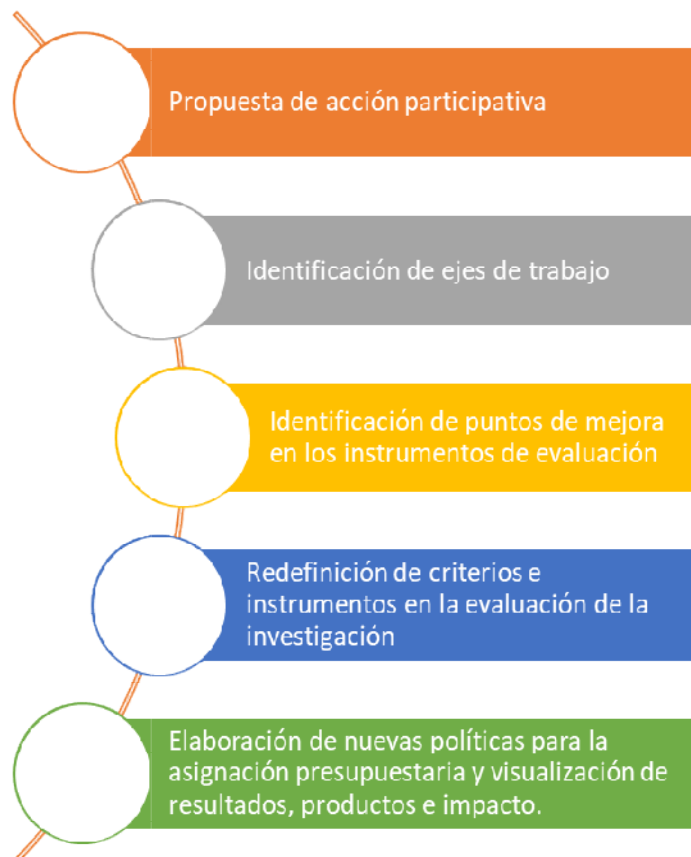 Propuesta de acción participativa
Identificación de ejes de trabajo
Identificación de puntos de mejora
en los instrumentos de evaluación
Redefinición de criterios e
instrumentos en la evaluación de la
investigación
Elaboración de nuevas políticas para la
asignación presupuestaria y visualización de
resultados, productos e impacto.